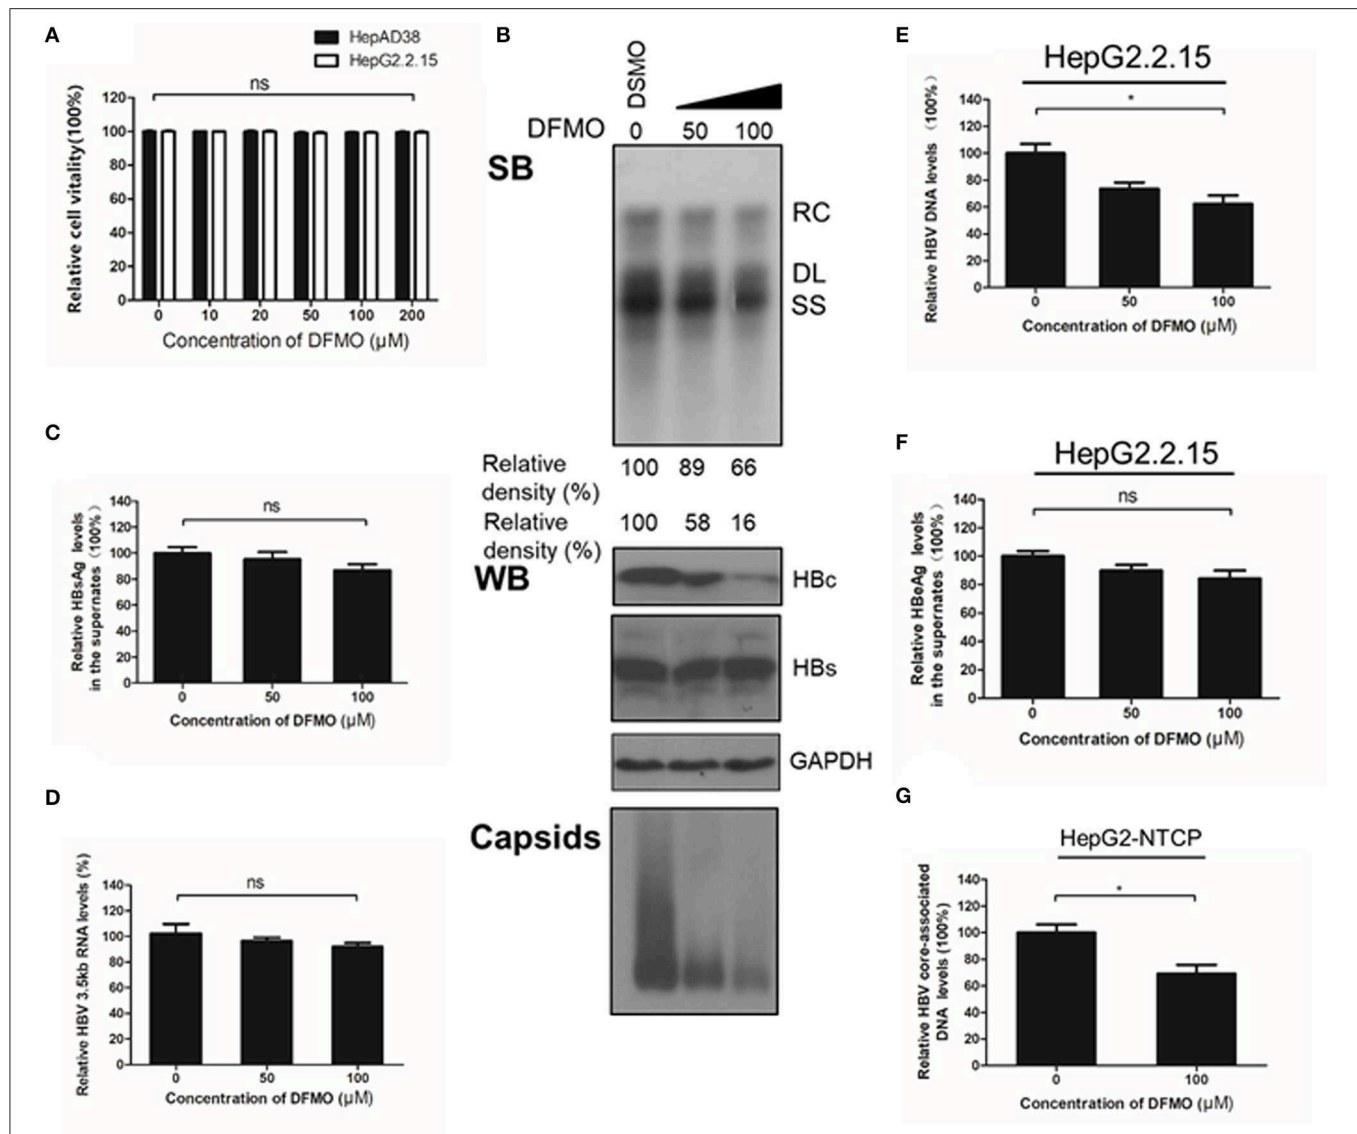 A
HepAD38
HepG2.2.15
ns
Relative cell vitality(100%)
120
100
80
60
40
20
0
0 10 20 50 100 200
Concentration of DFMO (μM)
B
DSMO
DFMO 0 50 100
SB
RC
DL
SS
Relative
density (%)
100 89 66
Relative
density (%)
100 58 16
WB
HBc
HBs
GAPDH
Capsids
C
ns
Relative HBsAg levels
in the supernates (100%)
140
120
100
80
60
40
20
0
0 50 100
Concentration of DFMO (μM)
D
ns
Relative HBV 3.5kb RNA levels (%)
140
120
100
80
60
40
20
0
0 50 100
Concentration of DFMO (μM)
E
HepG2.2.15
*
Relative HBV DNA levels (100%)
140
120
100
80
60
40
20
0
0 50 100
Concentration of DFMO (μM)
F
HepG2.2.15
ns
Relative HBeAg levels
in the supernates (100%)
140
120
100
80
60
40
20
0
0 50 100
Concentration of DFMO (μM)
G
HepG2-NTCP
*
Relative HBV core-associated
DNA levels (100%)
140
120
100
80
60
40
20
0
0 100
Concentration of DFMO (μM)